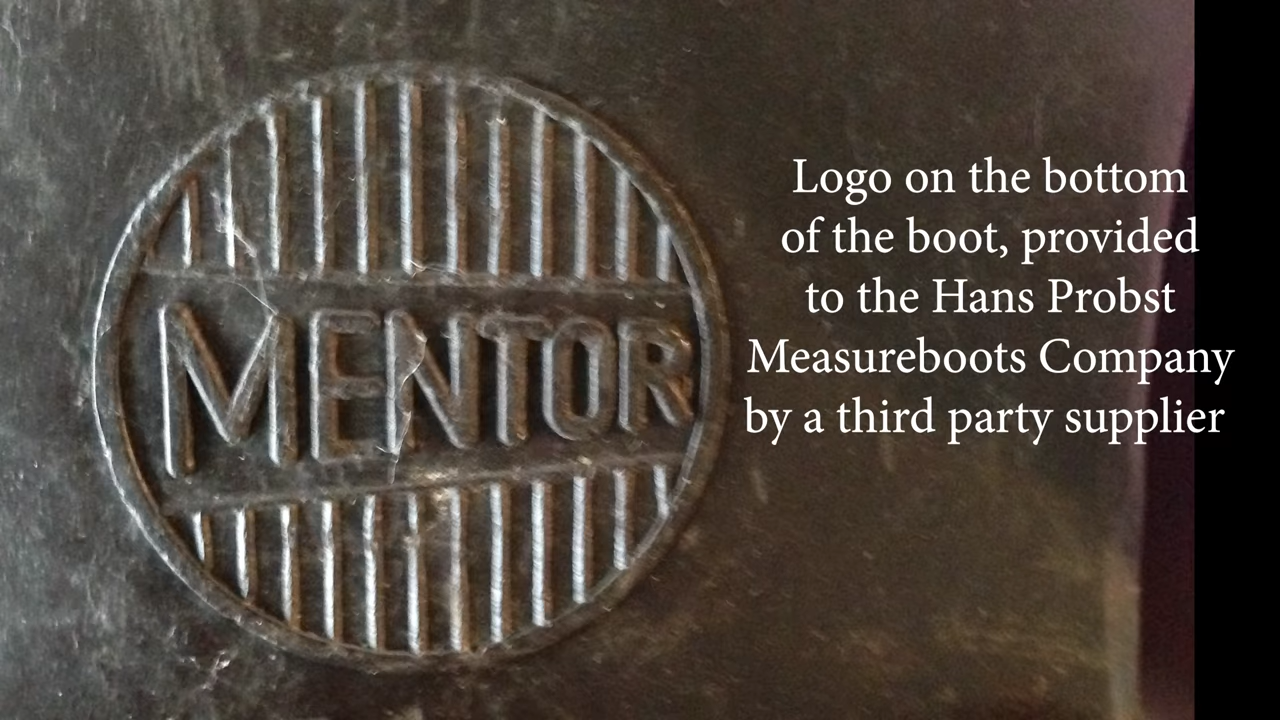 MENTOR
Logo on the bottom
of the boot, provided
to the Hans Probst
Measureboots Company
by a third party supplier